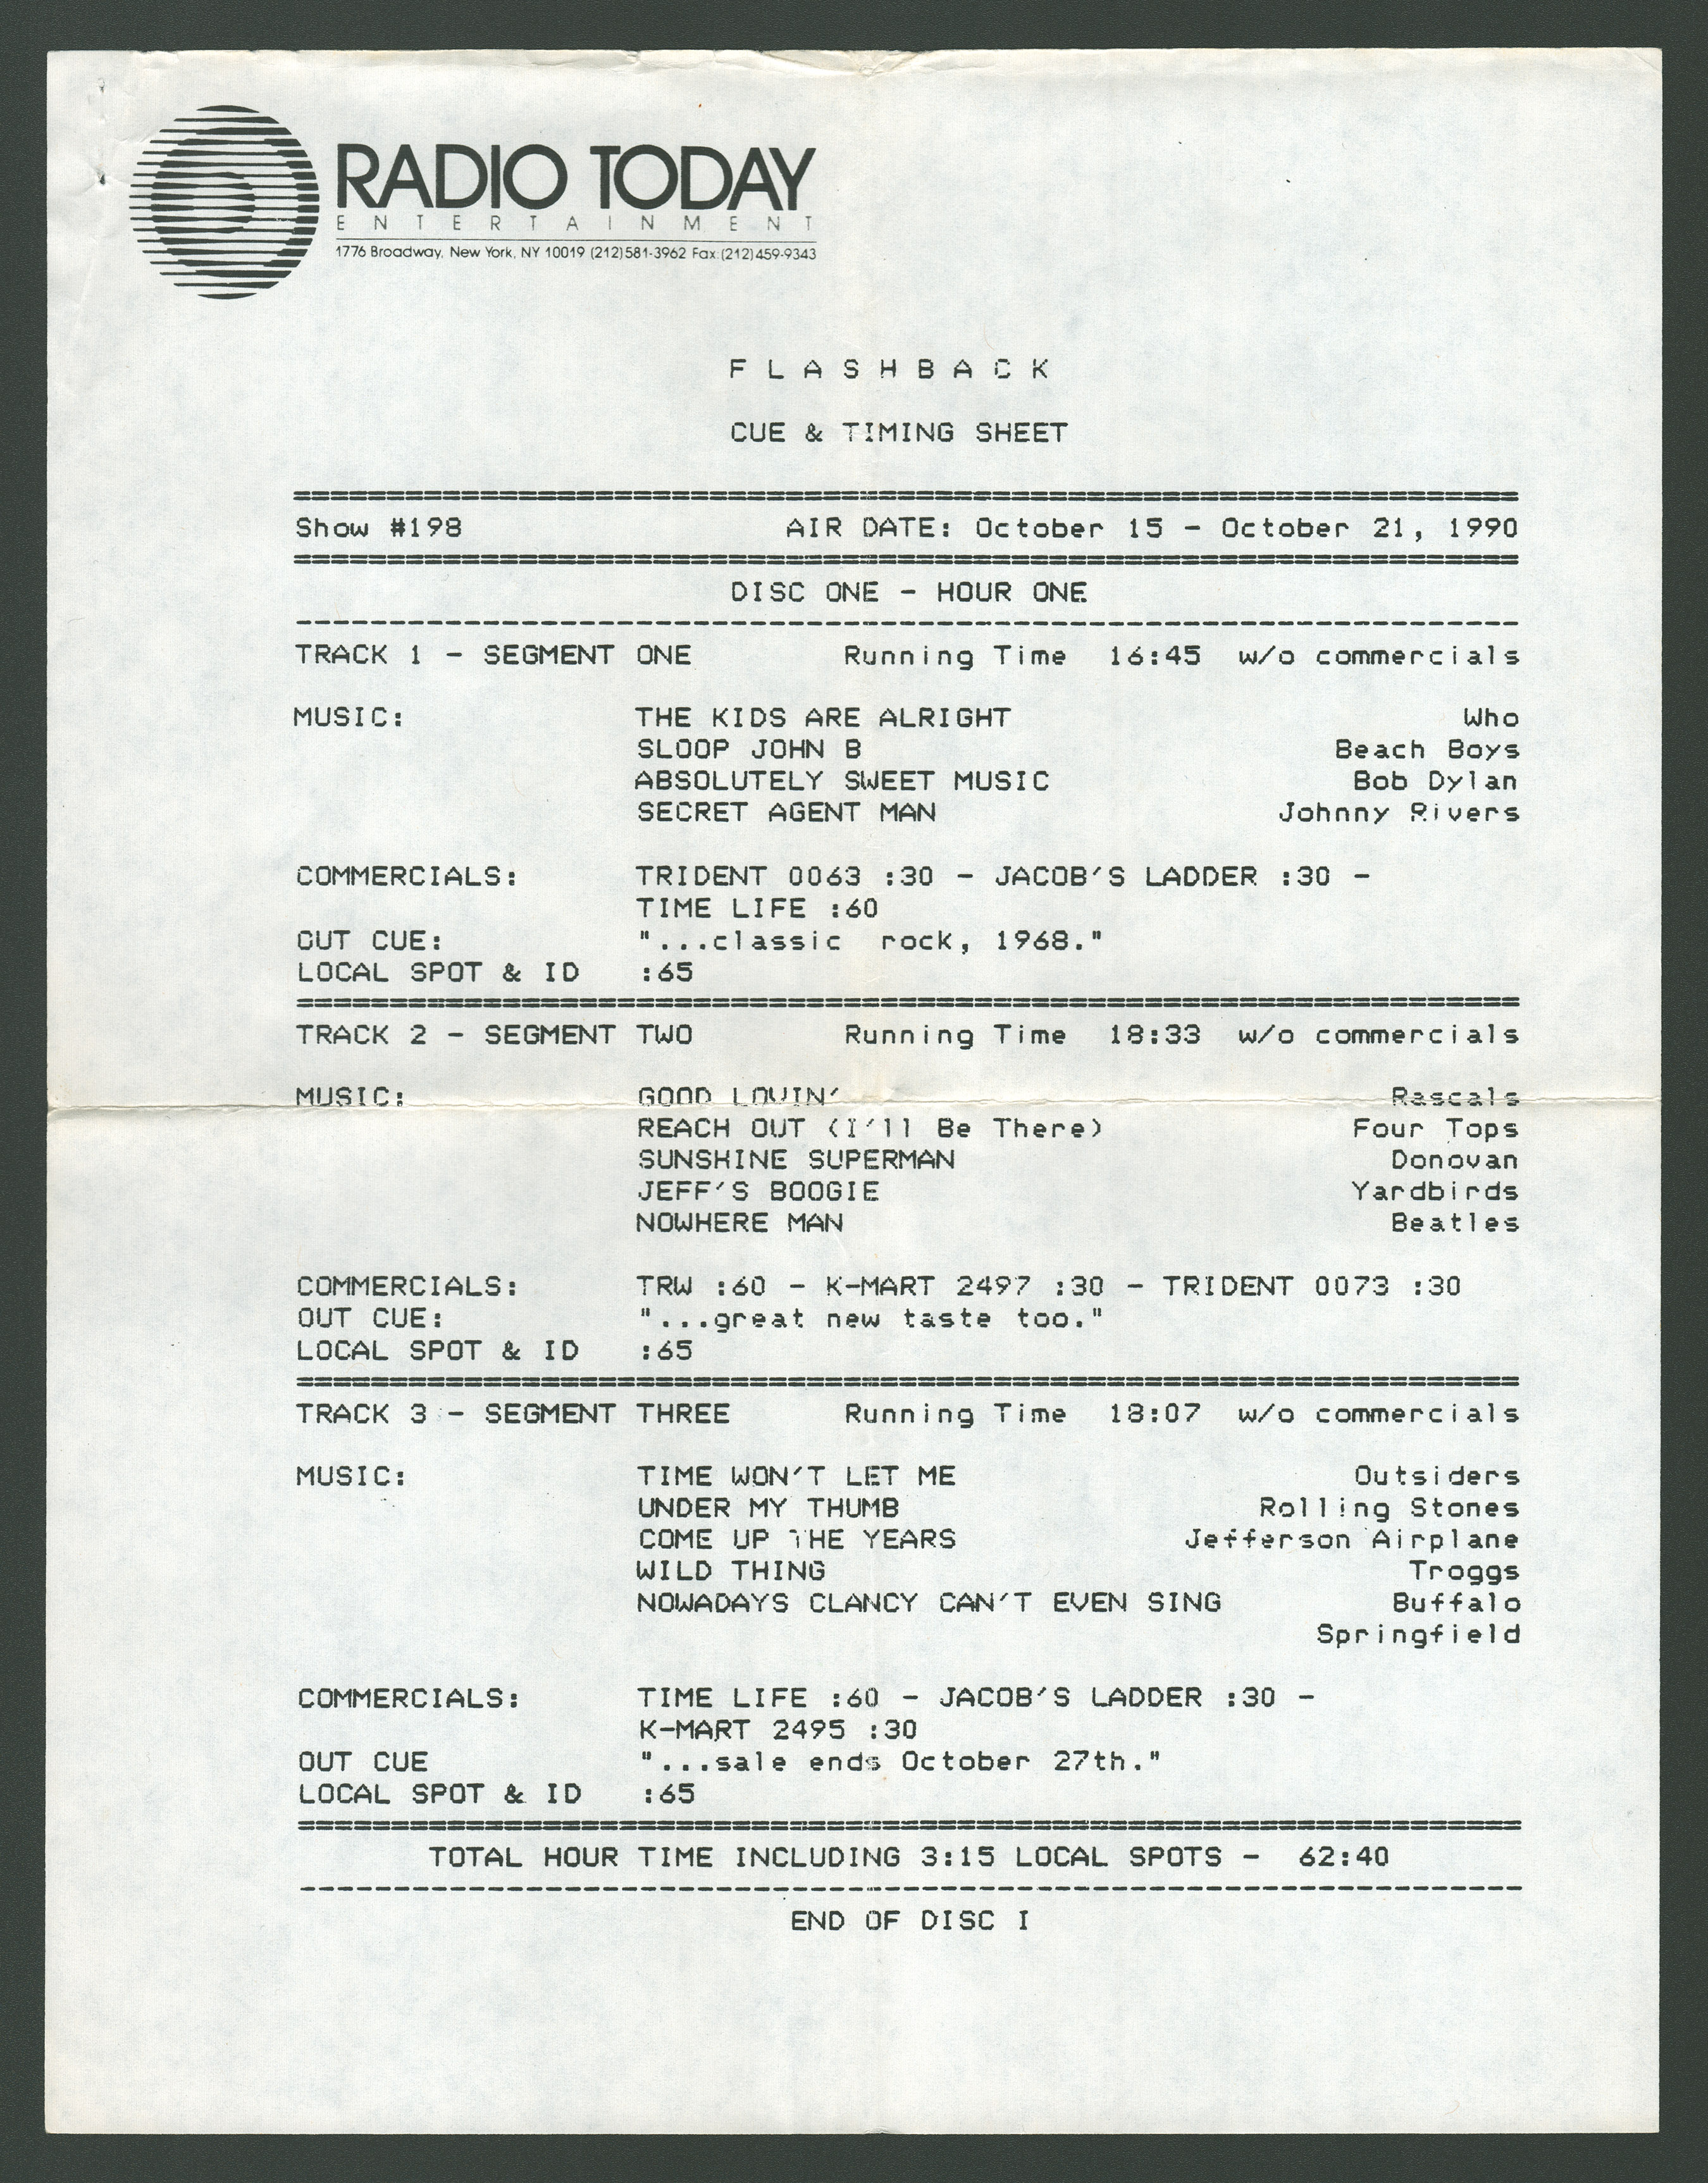 RADIO TODAY
ENTERTAINMENT
1776 Broadway, New York, NY 10019 (212)581-3962 Fax:(212)459-9343
F L A S H B A C K
CUE & TIMING SHEET
Show #198 AIR DATE: October 15 - October 21, 1990
DISC ONE - HOUR ONE
TRACK 1 - SEGMENT ONE Running Time 16:45 w/o commercials
MUSIC: THE KIDS ARE ALRIGHT Who
SLOOP JOHN B Beach Boys
ABSOLUTELY SWEET MUSIC Bob Dylan
SECRET AGENT MAN Johnny Rivers
COMMERCIALS: TRIDENT 0063 :30 - JACOB'S LADDER :30 -
TIME LIFE :60
OUT CUE: "...classic rock, 1968."
LOCAL SPOT & ID :65
TRACK 2 - SEGMENT TWO Running Time 18:33 w/o commercials
MUSIC: GOOD LOVIN' Rascals
REACH OUT (I'll Be There) Four Tops
SUNSHINE SUPERMAN Donovan
JEFF'S BOOGIE Yardbirds
NOWHERE MAN Beatles
COMMERCIALS: TRW :60 - K-MART 2497 :30 - TRIDENT 0073 :30
OUT CUE: "...great new taste too."
LOCAL SPOT & ID :65
TRACK 3 - SEGMENT THREE Running Time 18:07 w/o commercials
MUSIC: TIME WON'T LET ME Outsiders
UNDER MY THUMB Rolling Stones
COME UP THE YEARS Jefferson Airplane
WILD THING Troggs
NOWADAYS CLANCY CAN'T EVEN SING Buffalo
Springfield
COMMERCIALS: TIME LIFE :60 - JACOB'S LADDER :30 -
K-MART 2495 :30
OUT CUE "...sale ends October 27th."
LOCAL SPOT & ID :65
TOTAL HOUR TIME INCLUDING 3:15 LOCAL SPOTS - 62:40
END OF DISC I